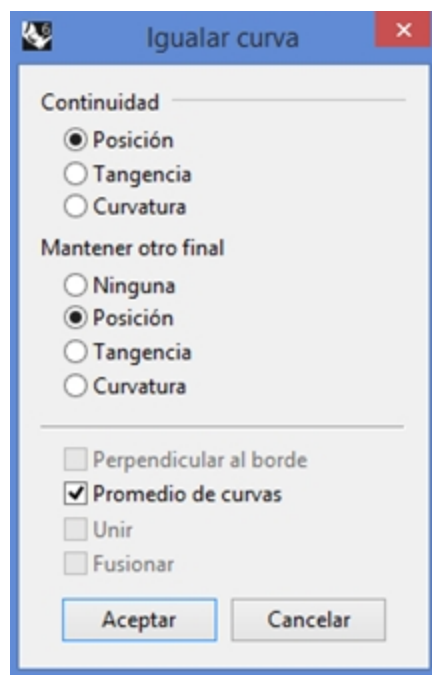 Igualar curva
Continuidad
Posición
Tangencia
Curvatura
Mantener otro final
Ninguna
Posición
Tangencia
Curvatura
Perpendicular al borde
Promedio de curvas
Unir
Fusionar
Aceptar Cancelar